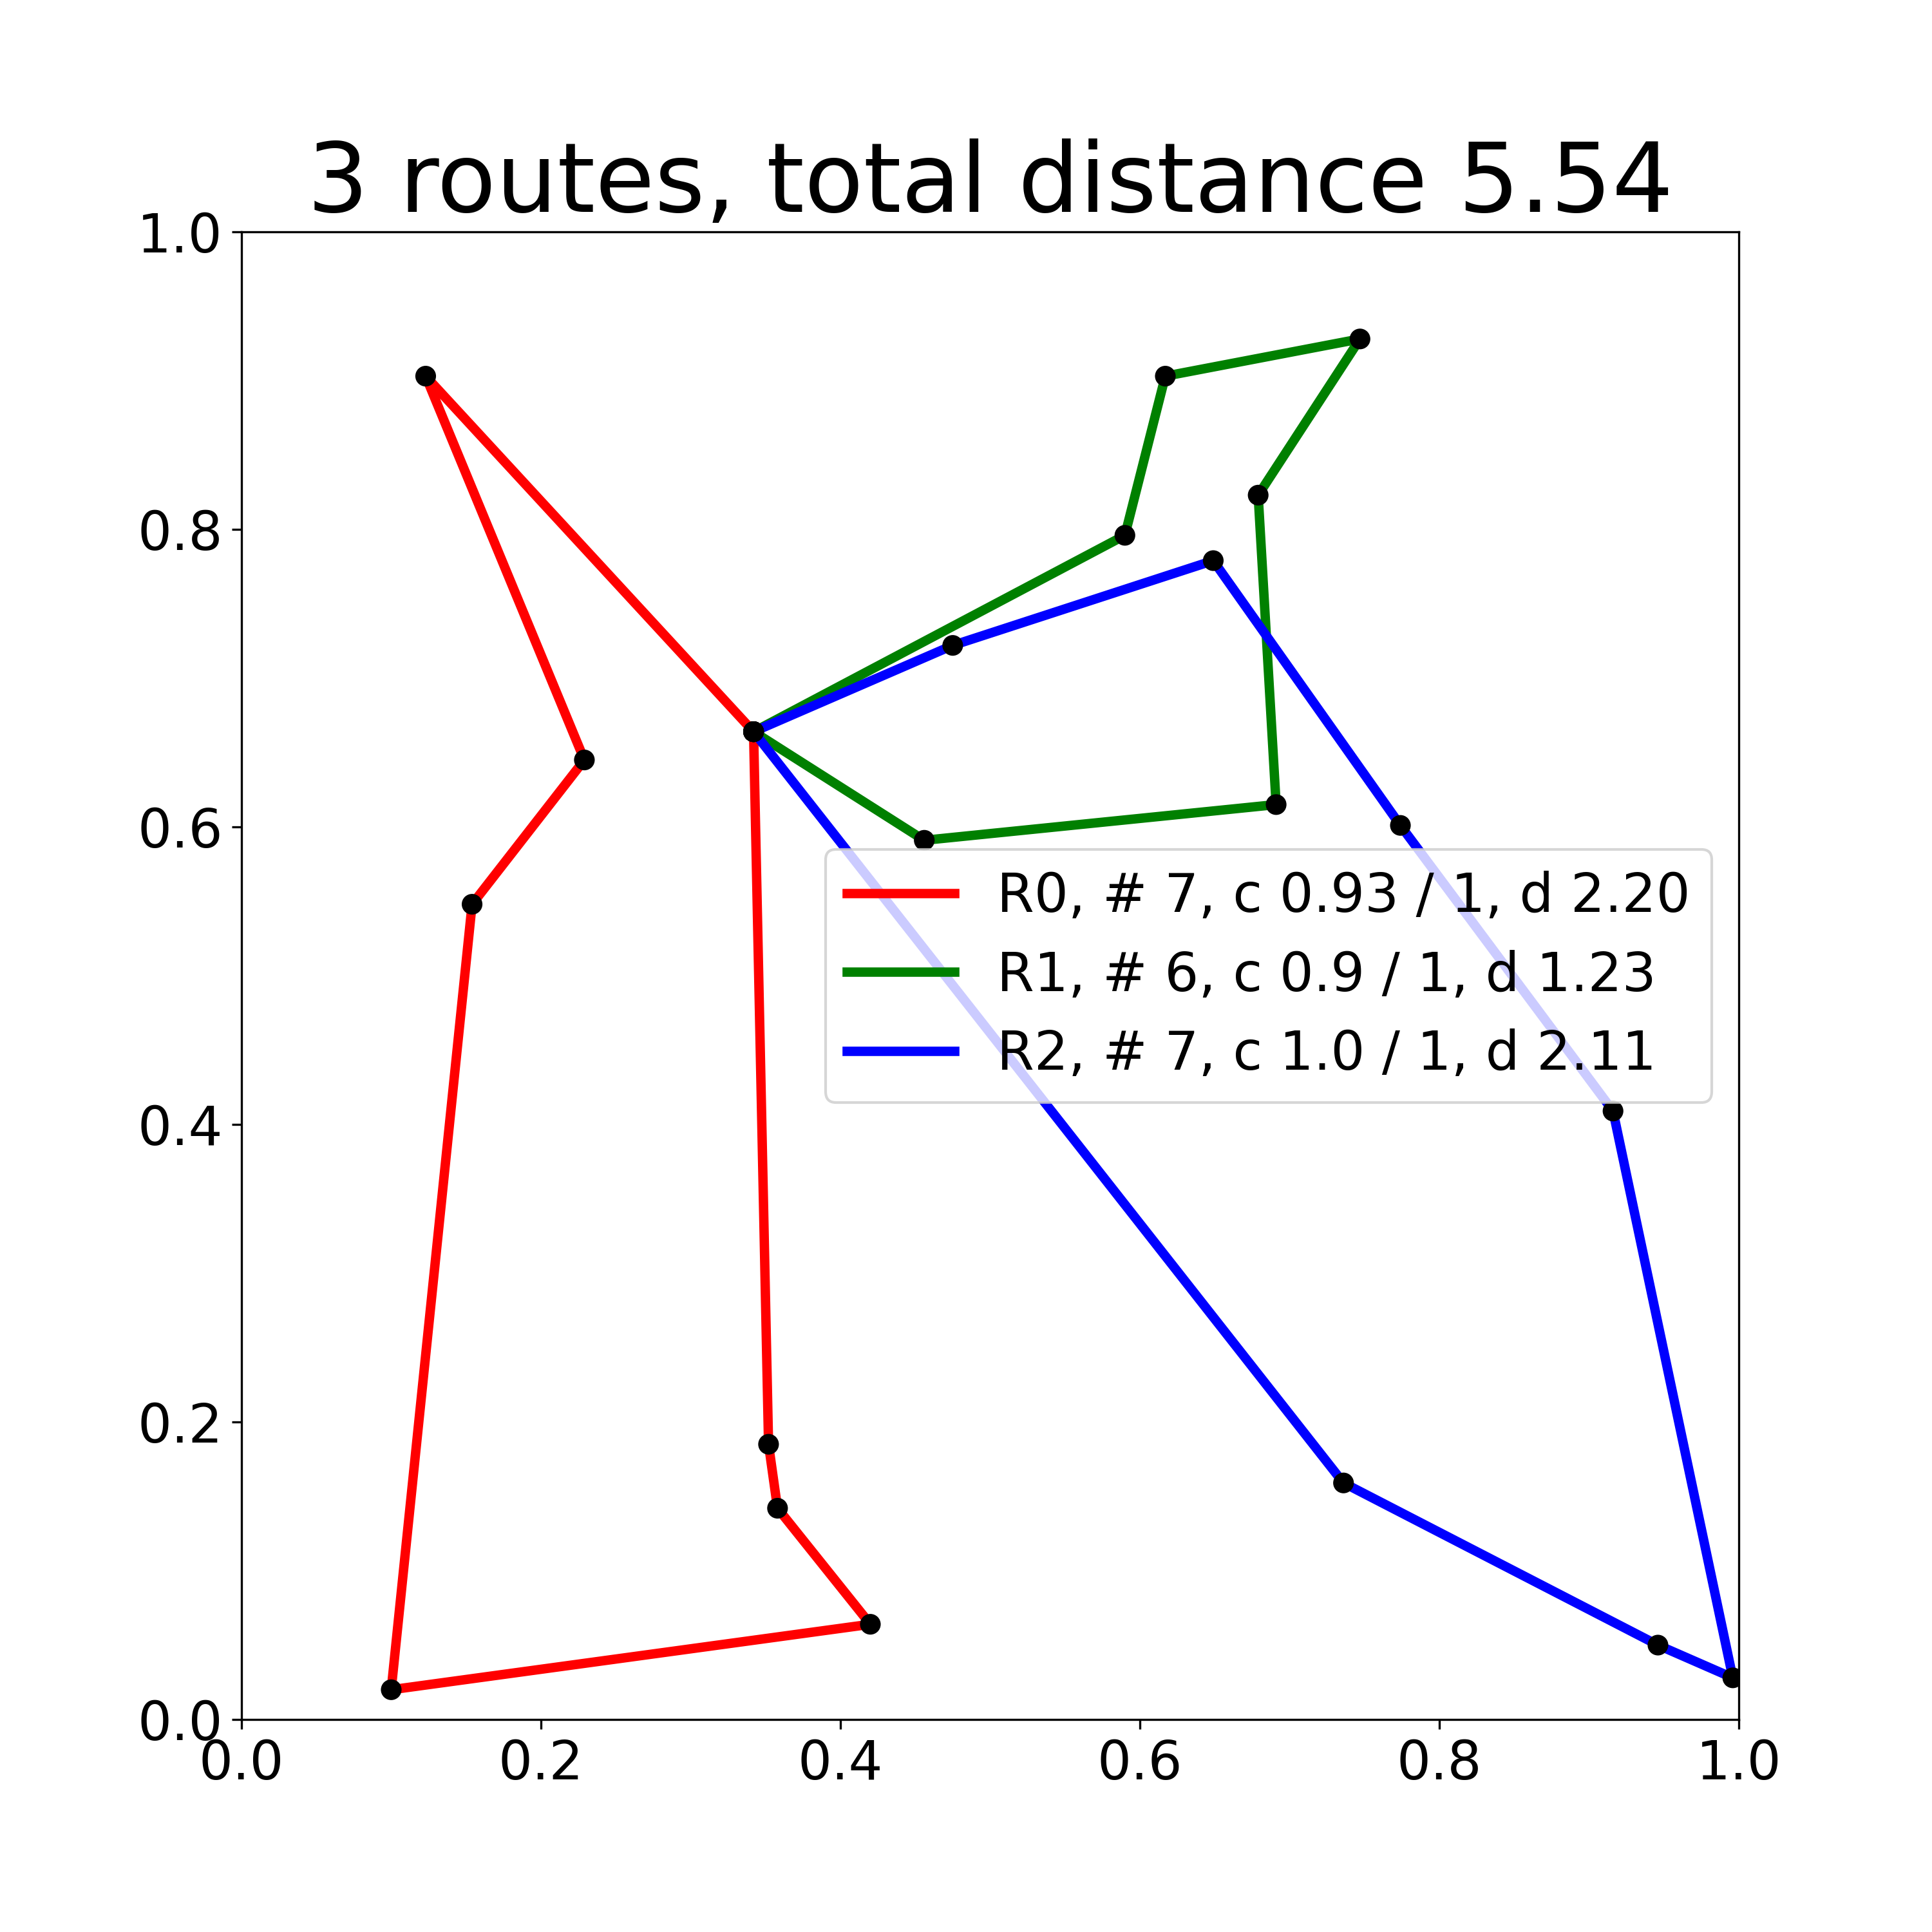 3 routes, total distance 5.54
1.0
0.8
0.6
0.4
0.2
0.0
R0, # 7, c 0.93 / 1, d 2.20
R1, # 6, c 0.9 / 1, d 1.23
R2, # 7, c 1.0 / 1, d 2.11
0.0 0.2 0.4 0.6 0.8 1.0